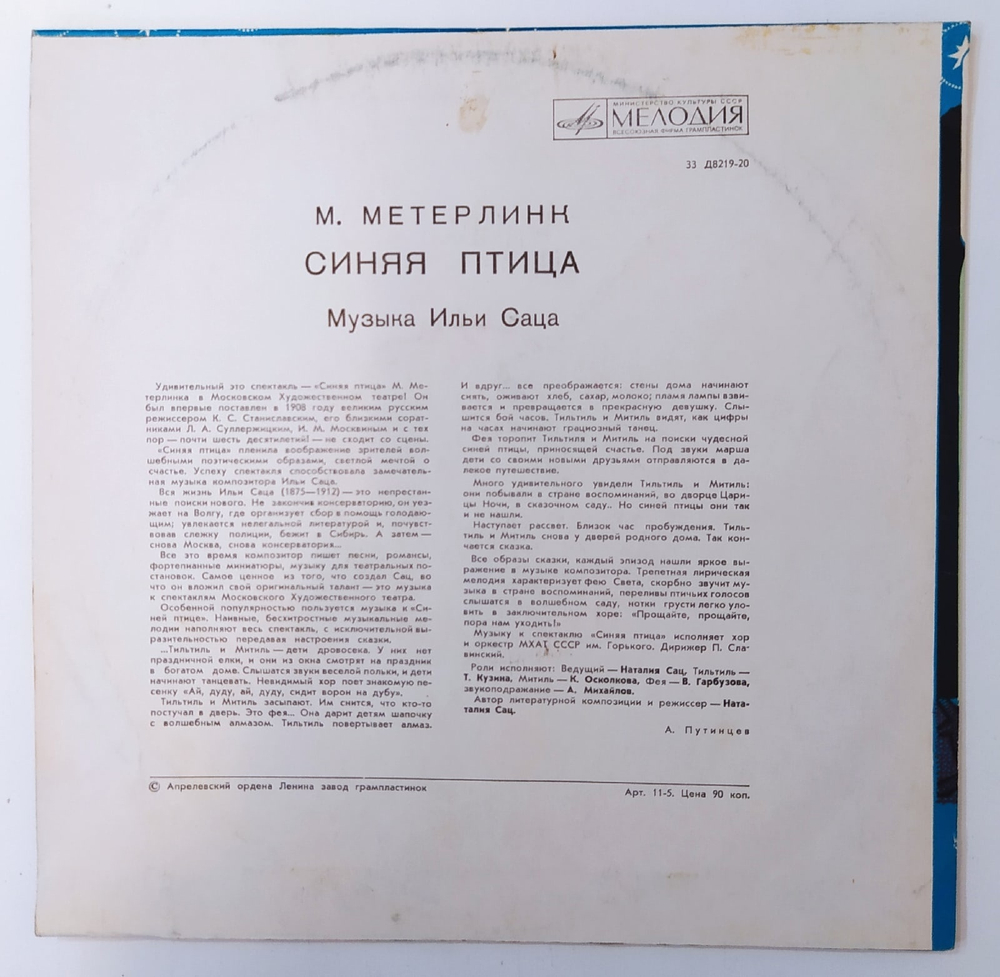 МИНИСТЕРСТВО КУЛЬТУРЫ СССР
МЕЛОДИЯ
ВСЕСОЮЗНАЯ ФИРМА ГРАМПЛАСТИНОК
33 Д8219-20
М. МЕТЕРЛИНК
СИНЯЯ ПТИЦА
Музыка Ильи Саца
Удивительный это спектакль — «Синяя птица» М. Ме-
терлинка в Московском Художественном театре! Он
был впервые поставлен в 1908 году великим русским
режиссером К. С. Станиславским, его близкими сорат-
никами Л. А. Суллержицким, И. М. Москвиным и с тех
пор — почти шесть десятилетий! — не сходит со сцены.
«Синяя птица» пленила воображение зрителей вол-
шебными поэтическими образами, светлой мечтой о
счастье. Успеху спектакля способствовала замечатель-
ная музыка композитора Ильи Саца.
Вся жизнь Ильи Саца (1875—1912) — это непрестан-
ные поиски нового. Не закончив консерваторию, он уез-
жает на Волгу, где организует сбор в помощь голодаю-
щим; увлекается нелегальной литературой и, почувст-
вовав слежку полиции, бежит в Сибирь. А затем —
снова Москва, снова консерватория...
Все это время композитор пишет песни, романсы,
фортепианные миниатюры, музыку для театральных по-
становок. Самое ценное из того, что создал Сац, во
что он вложил свой оригинальный талант — это музыка
к спектаклям Московского Художественного театра.
Особенной популярностью пользуется музыка к «Си-
ней птице». Наивные, бесхитростные музыкальные ме-
лодии наполняют весь спектакль, с исключительной вы-
разительностью передавая настроения сказки.
...Тильтиль и Митиль — дети дровосека. У них нет
праздничной елки, и они из окна смотрят на праздник
в богатом доме. Слышатся звуки веселой польки, и дети
начинают танцевать. Невидимый хор поет знакомую пе-
сенку «Ай, дуду, ай, дуду, сидит ворон на дубу».
Тильтиль и Митиль засыпают. Им снится, что кто-то
постучал в дверь. Это фея... Она дарит детям шапочку
с волшебным алмазом. Тильтиль повертывает алмаз.
И вдруг... все преображается: стены дома начинают
сиять, оживают хлеб, сахар, молоко; пламя лампы взви-
вается и превращается в прекрасную девушку. Слы-
шится бой часов. Тильтиль и Митиль видят, как цифры
на часах начинают грациозный танец.
Фея торопит Тильтиля и Митиль на поиски чудесной
синей птицы, приносящей счастье. Под звуки марша
дети со своими новыми друзьями отправляются в да-
лекое путешествие.
Много удивительного увидели Тильтиль и Митиль:
они побывали в стране воспоминаний, во дворце Цари-
цы Ночи, в сказочном саду.. Но синей птицы они так
и не нашли.
Наступает рассвет. Близок час пробуждения. Тиль-
тиль и Митиль снова у дверей родного дома. Так кон-
чается сказка.
Все образы сказки, каждый эпизод нашли яркое вы-
ражение в музыке композитора. Трепетная лирическая
мелодия характеризует фею Света, скорбно звучит му-
зыка в стране воспоминаний, переливы птичьих голосов
слышатся в волшебном саду, нотки грусти легко уло-
вить в заключительном хоре: «Прощайте, прощайте,
пора нам уходить!»
Музыку к спектаклю «Синяя птица» исполняет хор
и оркестр МХАТ СССР им. Горького. Дирижер П. Сла-
винский.
Роли исполняют: Ведущий — Наталия Сац, Тильтиль —
Т. Кузина, Митиль — К. Осколкова, Фея — В. Гарбузова,
звукоподражание — А. Михайлов.
Автор литературной композиции и режиссер — Ната-
талия Сац.
А. Путинцев
© Апрелевский ордена Ленина завод грампластинок
Арт. 11-5. Цена 90 коп.